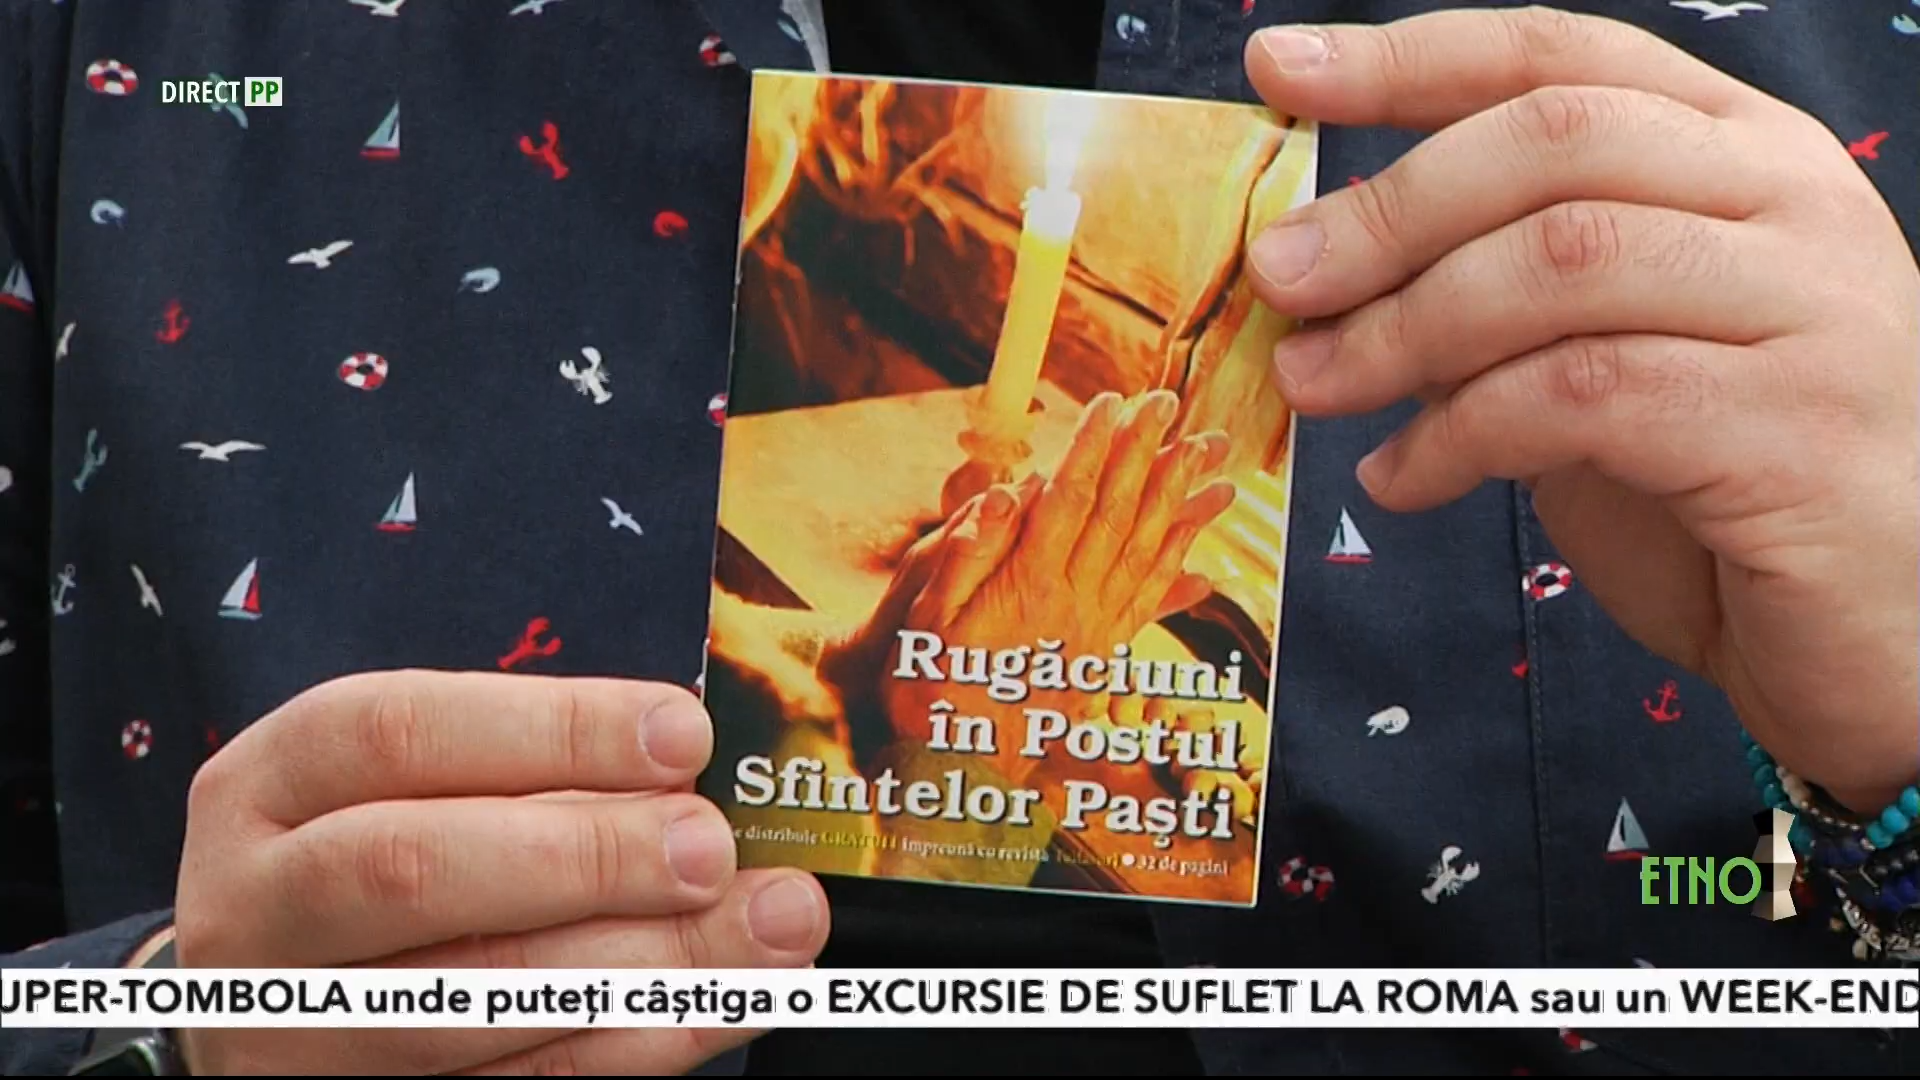 DIRECT PP
Rugăciuni
în Postul
Sfintelor Paști
e distribuie GRATUIT împreună cu revista Taifasuri ● 32 de pagini
ETNO
UPER-TOMBOLA unde puteți câștiga o EXCURSIE DE SUFLET LA ROMA sau un WEEK-END